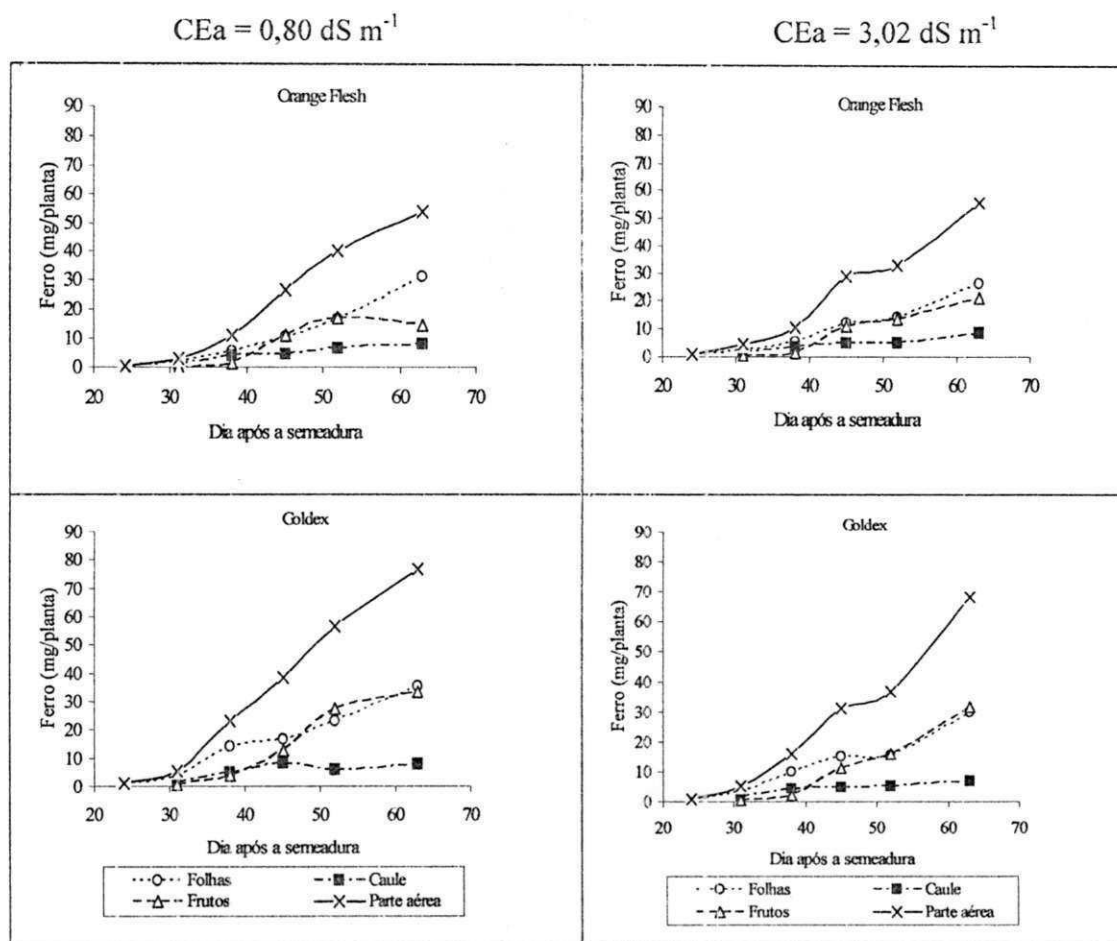 CEa = 0,80 dS m⁻¹
CEa = 3,02 dS m⁻¹
Orange Flesh
90
80
70
60
50
40
30
20
10
0
Ferro (mg/planta)
20 30 40 50 60 70
Dia após a semeadura
Orange Flesh
90
80
70
60
50
40
30
20
10
0
Ferro (mg/planta)
20 30 40 50 60 70
Dia após a semeadura
Goldex
90
80
70
60
50
40
30
20
10
0
Ferro (mg/planta)
20 30 40 50 60 70
Dia após a semeadura
Folhas Caule
Frutos Parte aérea
Goldex
90
80
70
60
50
40
30
20
10
0
Ferro (mg/planta)
20 30 40 50 60 70
Dia após a semeadura
Folhas Caule
Frutos Parte aérea